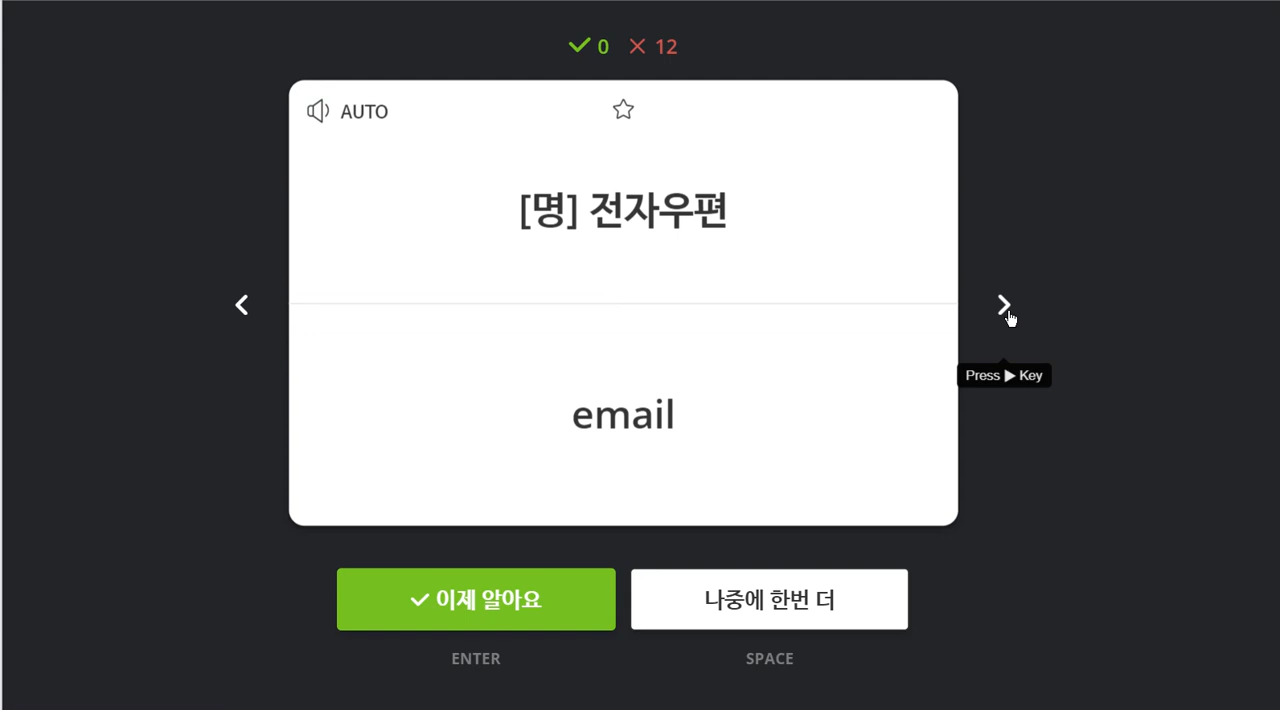 0 12
AUTO
[명] 전자우편
Press ▶ Key
email
이제 알아요
나중에 한번 더
ENTER
SPACE